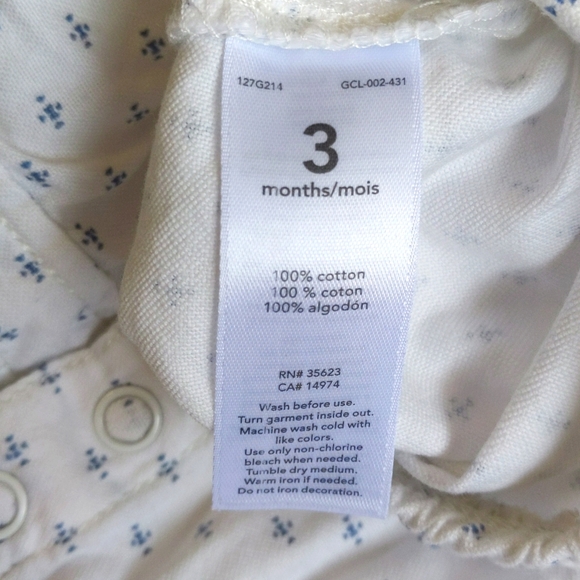 127G214 GCL-002-431
3
months/mois
100% cotton
100 % coton
100% algodón
RN# 35623
CA# 14974
Wash before use.
Turn garment inside out.
Machine wash cold with
like colors.
Use only non-chlorine
bleach when needed.
Tumble dry medium.
Warm iron if needed.
Do not iron decoration.